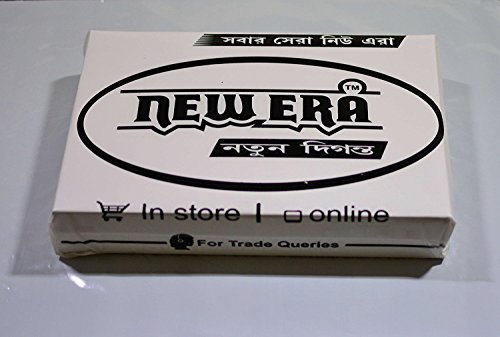 সবার সেরা নিউ এরা
NEW ERA™
নতুন দিগন্ত
In store | online
For Trade Queries